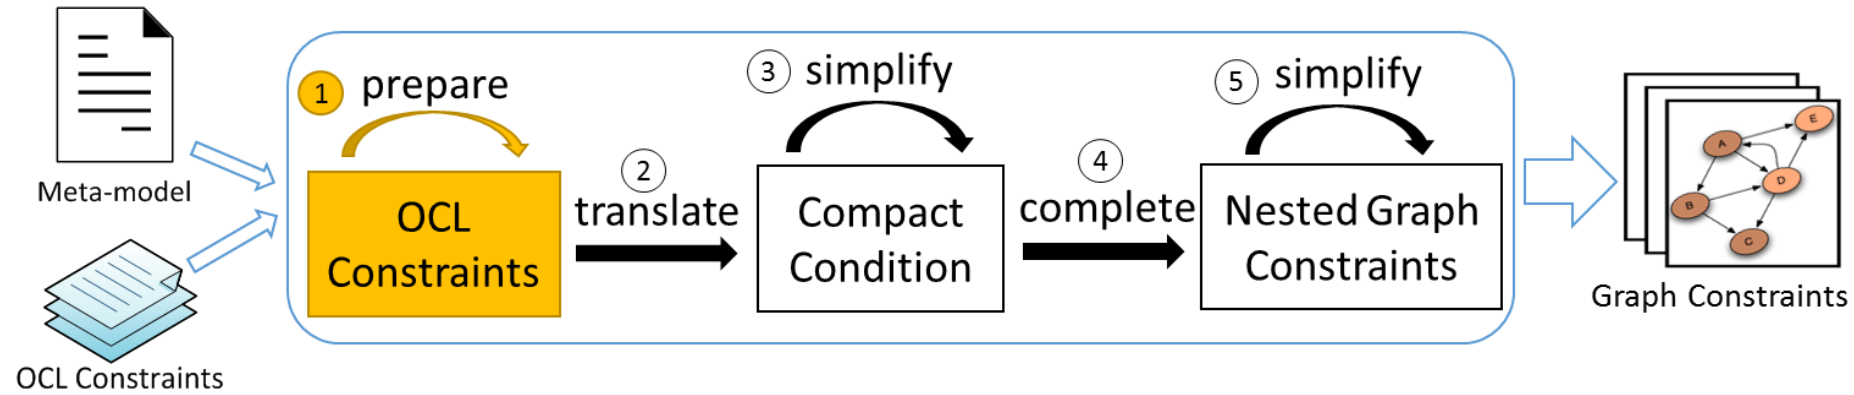 Meta-model
OCL Constraints
1 prepare
OCL
Constraints
2
translate
3 simplify
Compact
Condition
4
complete
5 simplify
Nested Graph
Constraints
E
A
D
B
C
Graph Constraints